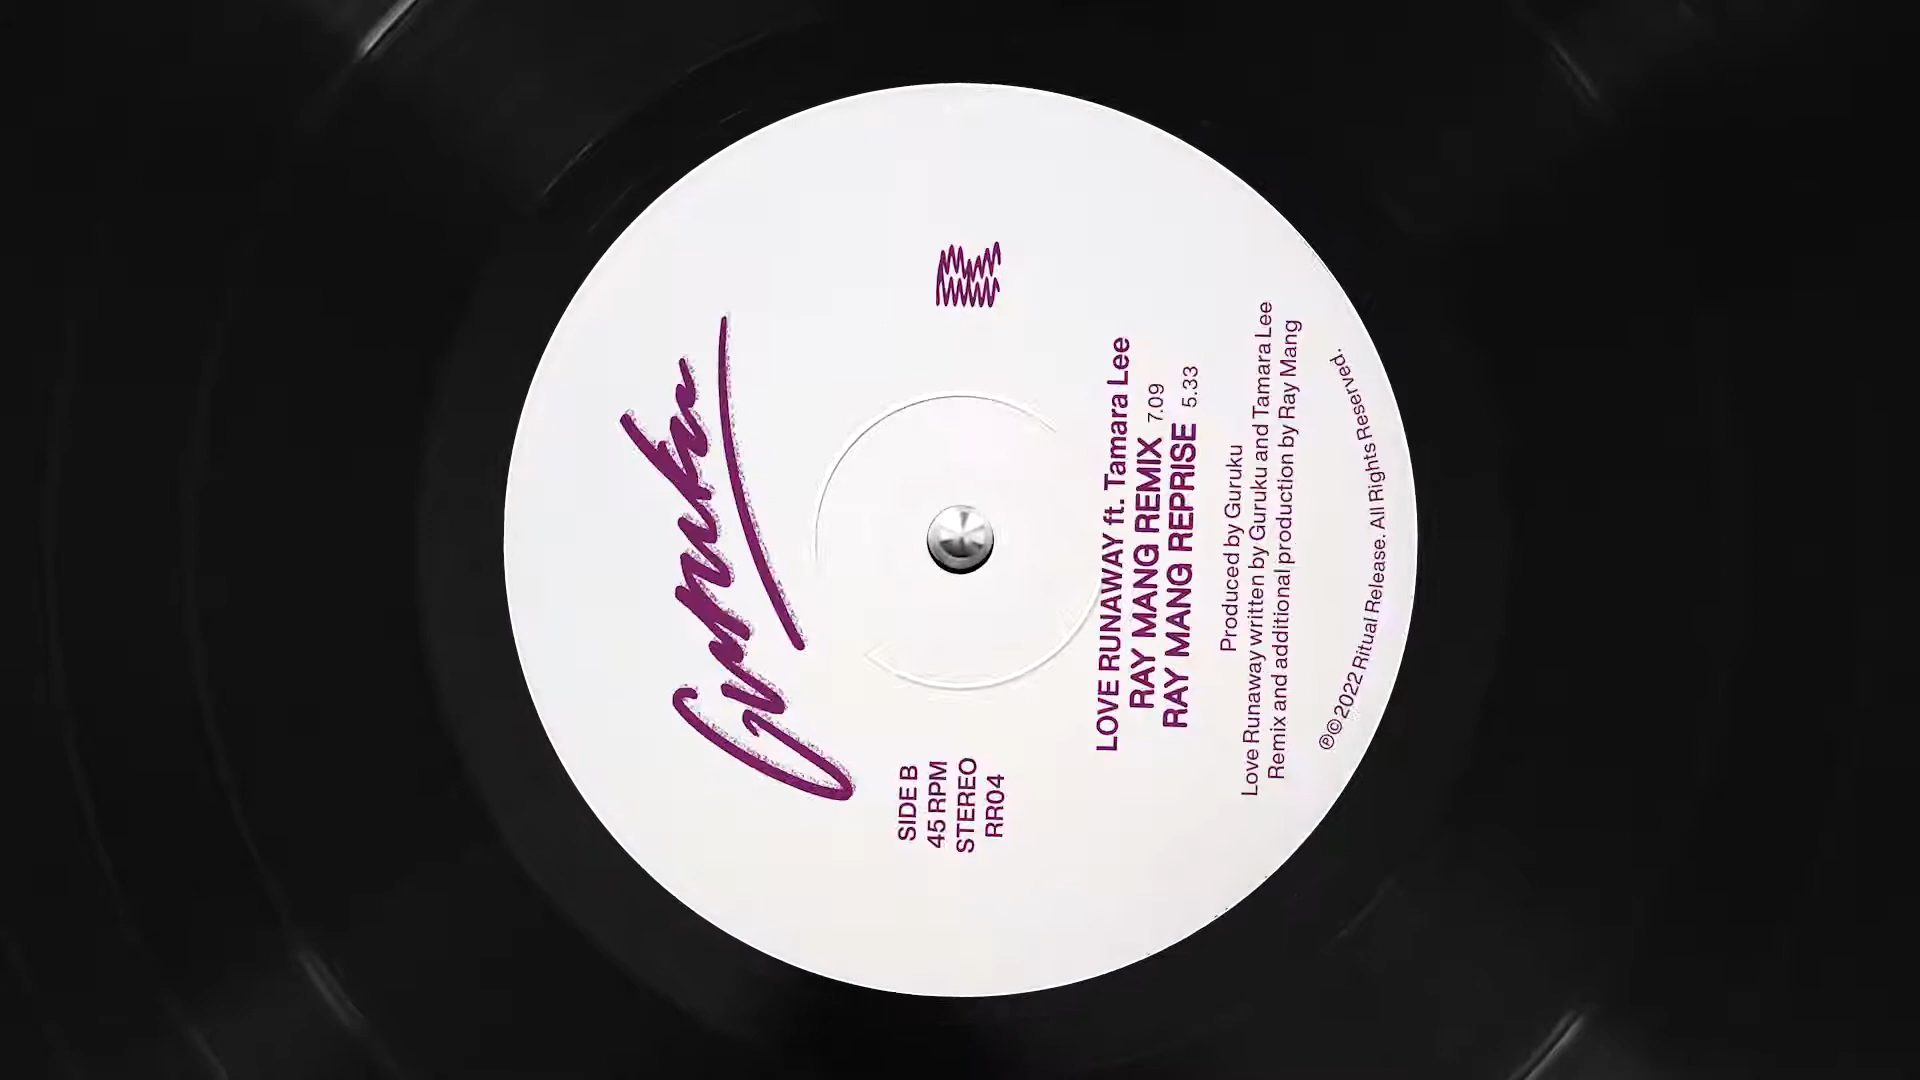 Guruku
SIDE B
45 RPM
STEREO
RR04
LOVE RUNAWAY ft. Tamara Lee
RAY MANG REMIX 7.09
RAY MANG REPRISE 5.33
Produced by Guruku
Love Runaway written by Guruku and Tamara Lee
Remix and additional production by Ray Mang
℗©2022 Ritual Release. All Rights Reserved.